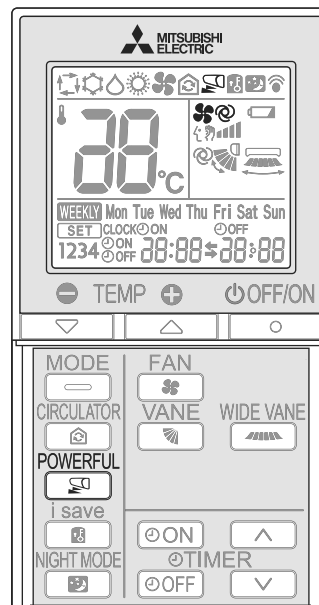 MITSUBISHI
ELECTRIC
88°C
WEEKLY Mon Tue Wed Thu Fri Sat Sun
SET CLOCK ON OFF
1234 ON OFF 88:88 88:88
TEMP OFF/ON
MODE FAN
CIRCULATOR VANE WIDE VANE
POWERFUL
i save
ON
TIMER
NIGHT MODE
OFF